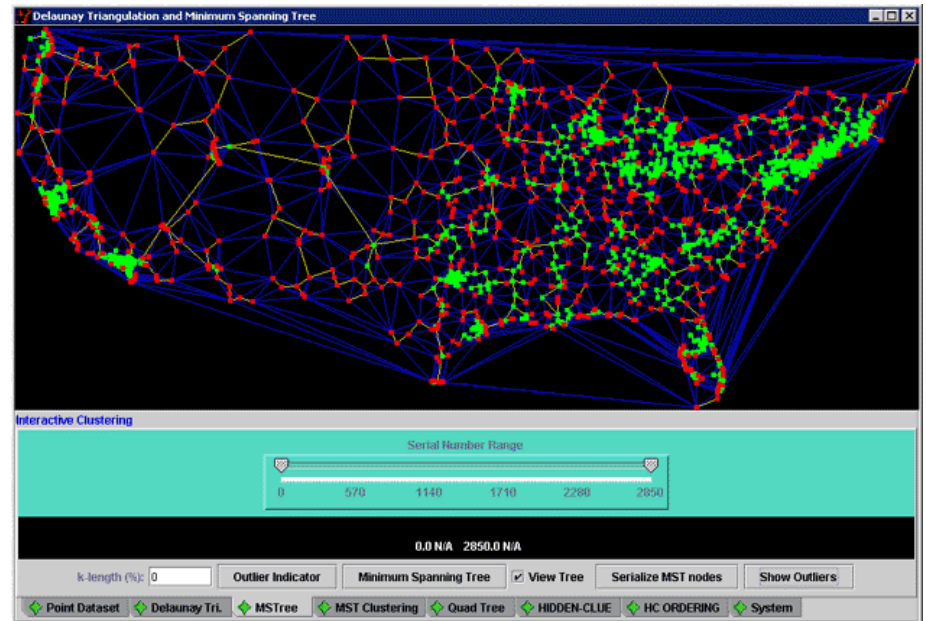 Delaunay Triangulation and Minimum Spanning Tree
Interactive Clustering
Serial Number Range
0 570 1140 1710 2280 2850
0.0 N/A 2850.0 N/A
k-length (%): 0 Outlier Indicator Minimum Spanning Tree View Tree Serialize MST nodes Show Outliers
Point Dataset Delaunay Tri. MSTree MST Clustering Quad Tree HIDDEN-CLUE HC ORDERING System